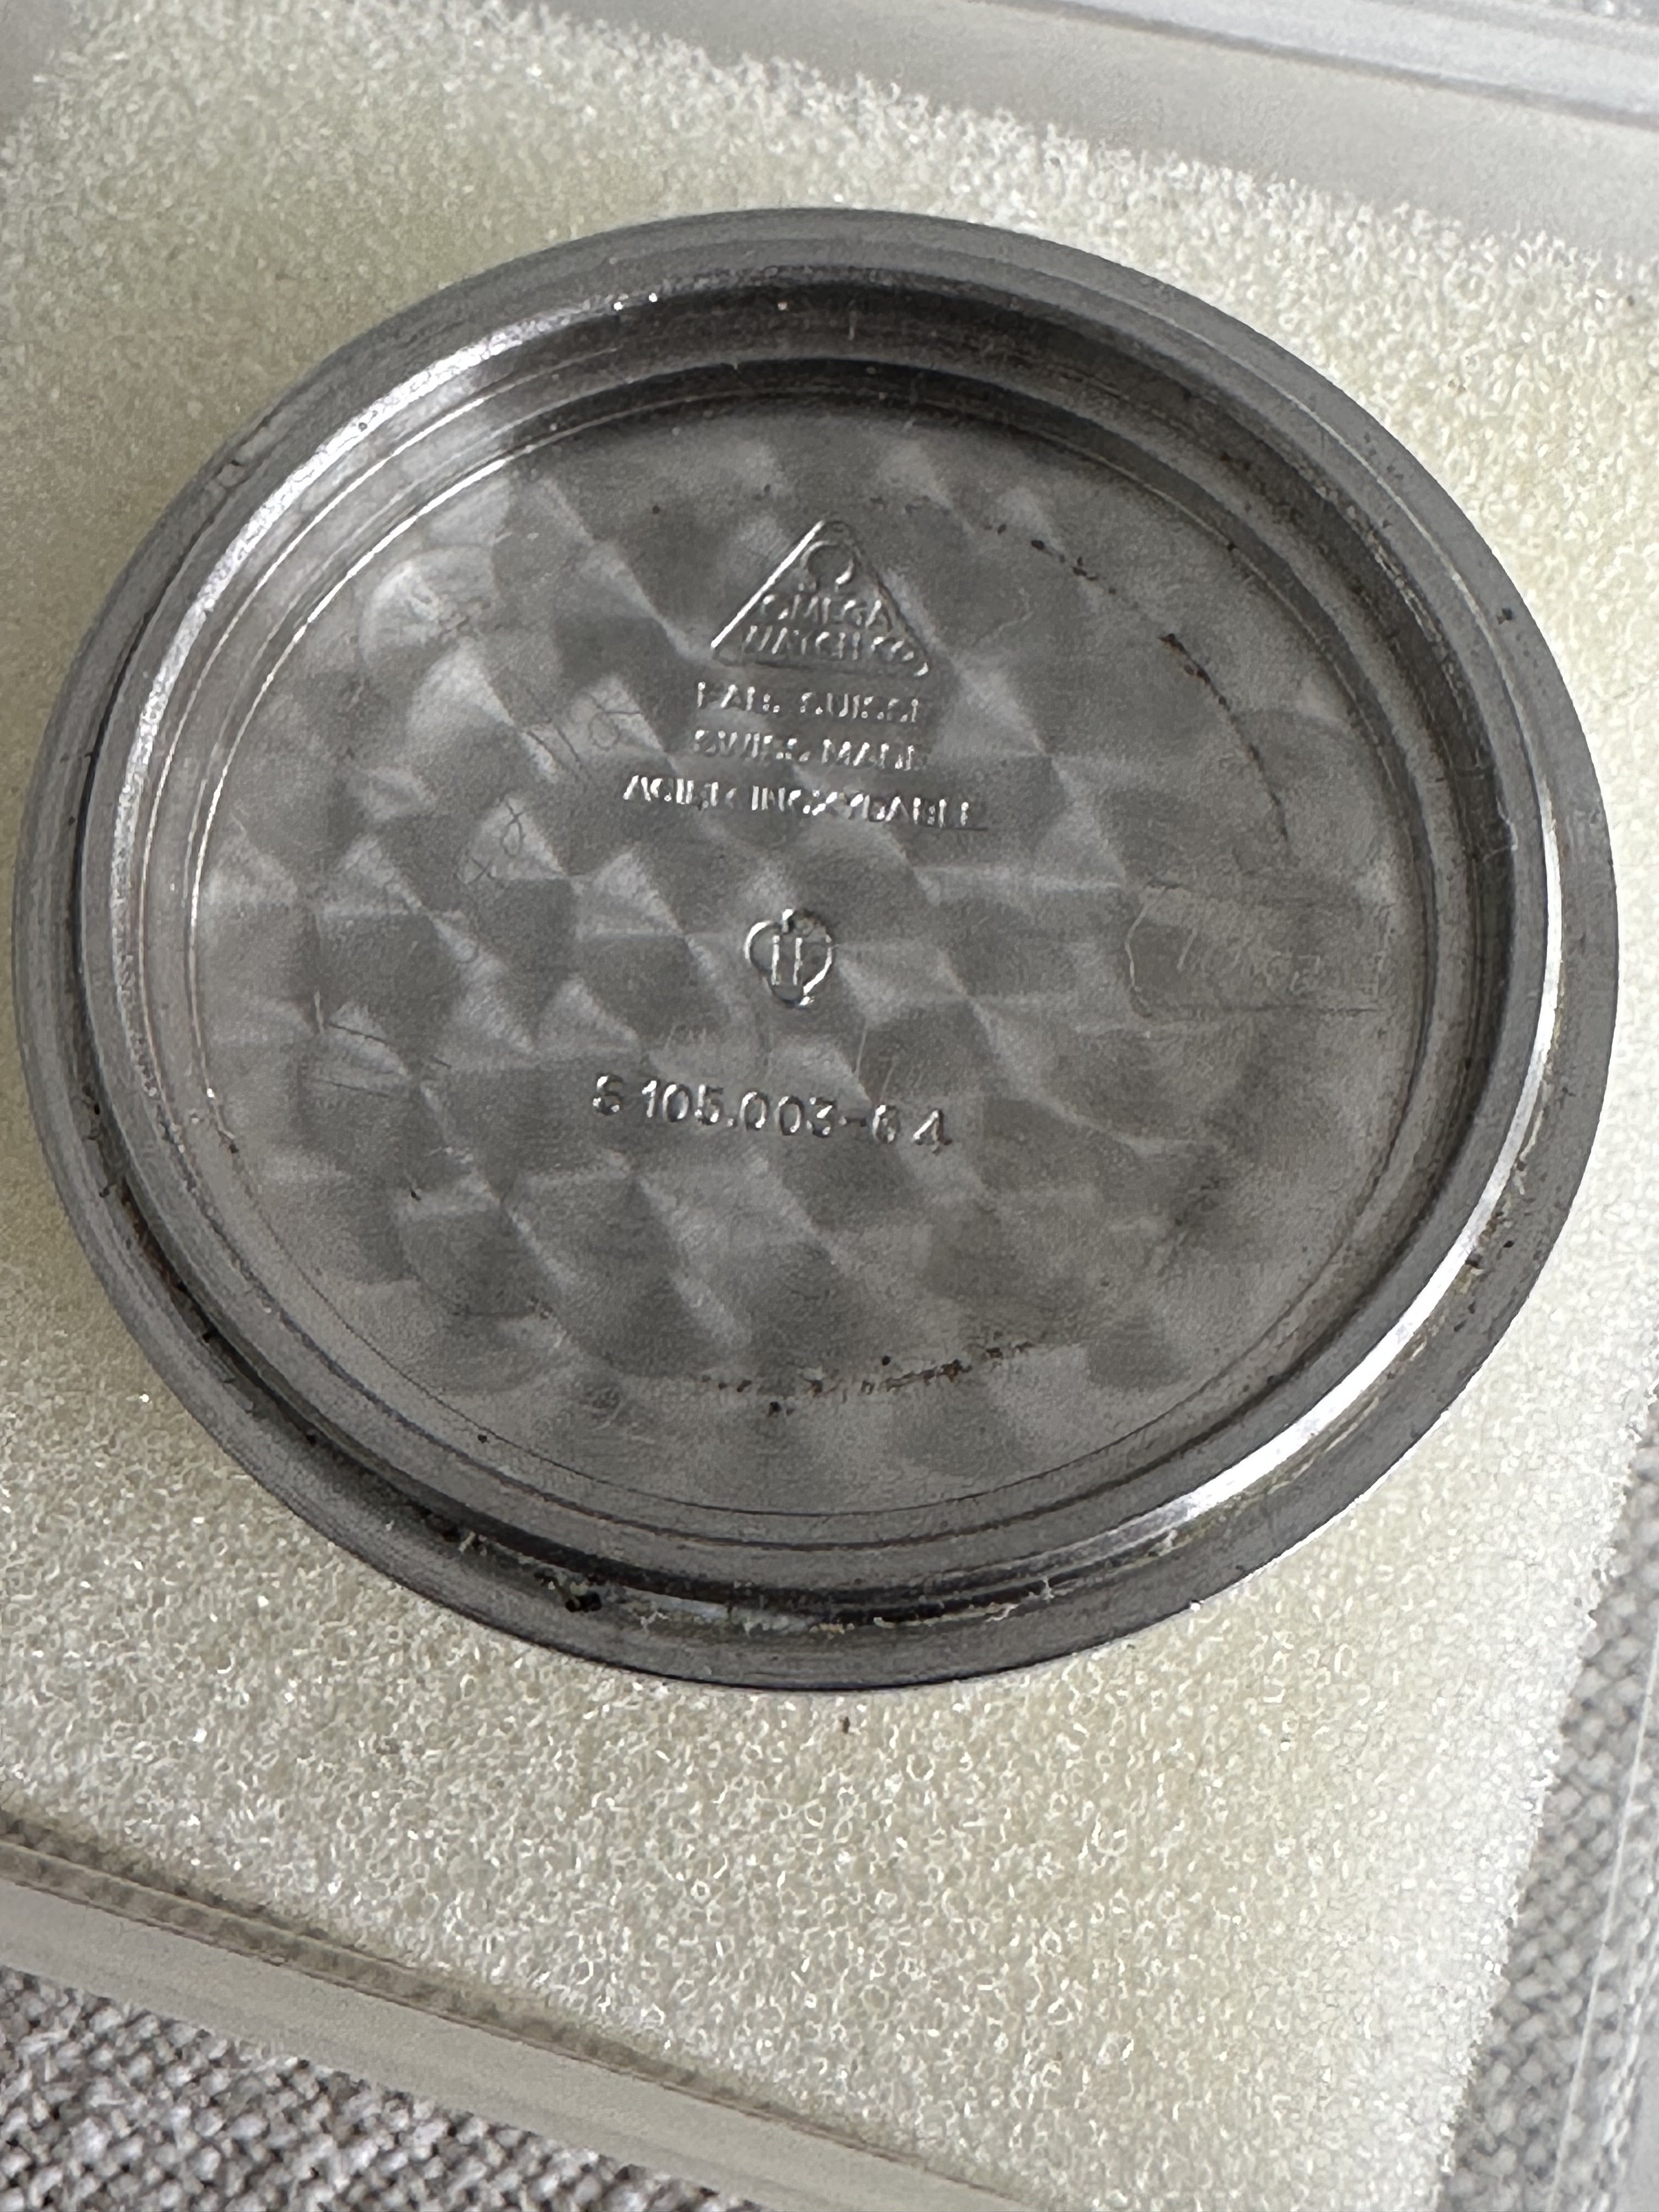 Ω
OMEGA
WATCH CO
FAB. SUISSE
SWISS MADE
ACIER INOXYDABLE
S 105.003-64